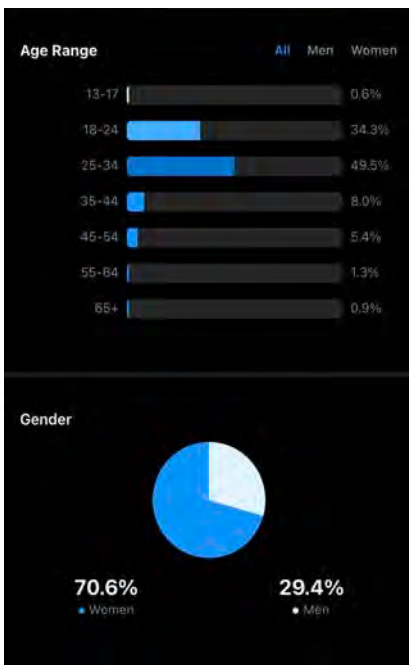 Age Range All Men Women
13-17 0.6%
18-24 34.3%
25-34 49.5%
35-44 8.0%
45-54 5.4%
55-64 1.3%
65+ 0.9%
Gender
70.6% 29.4%
Women Men